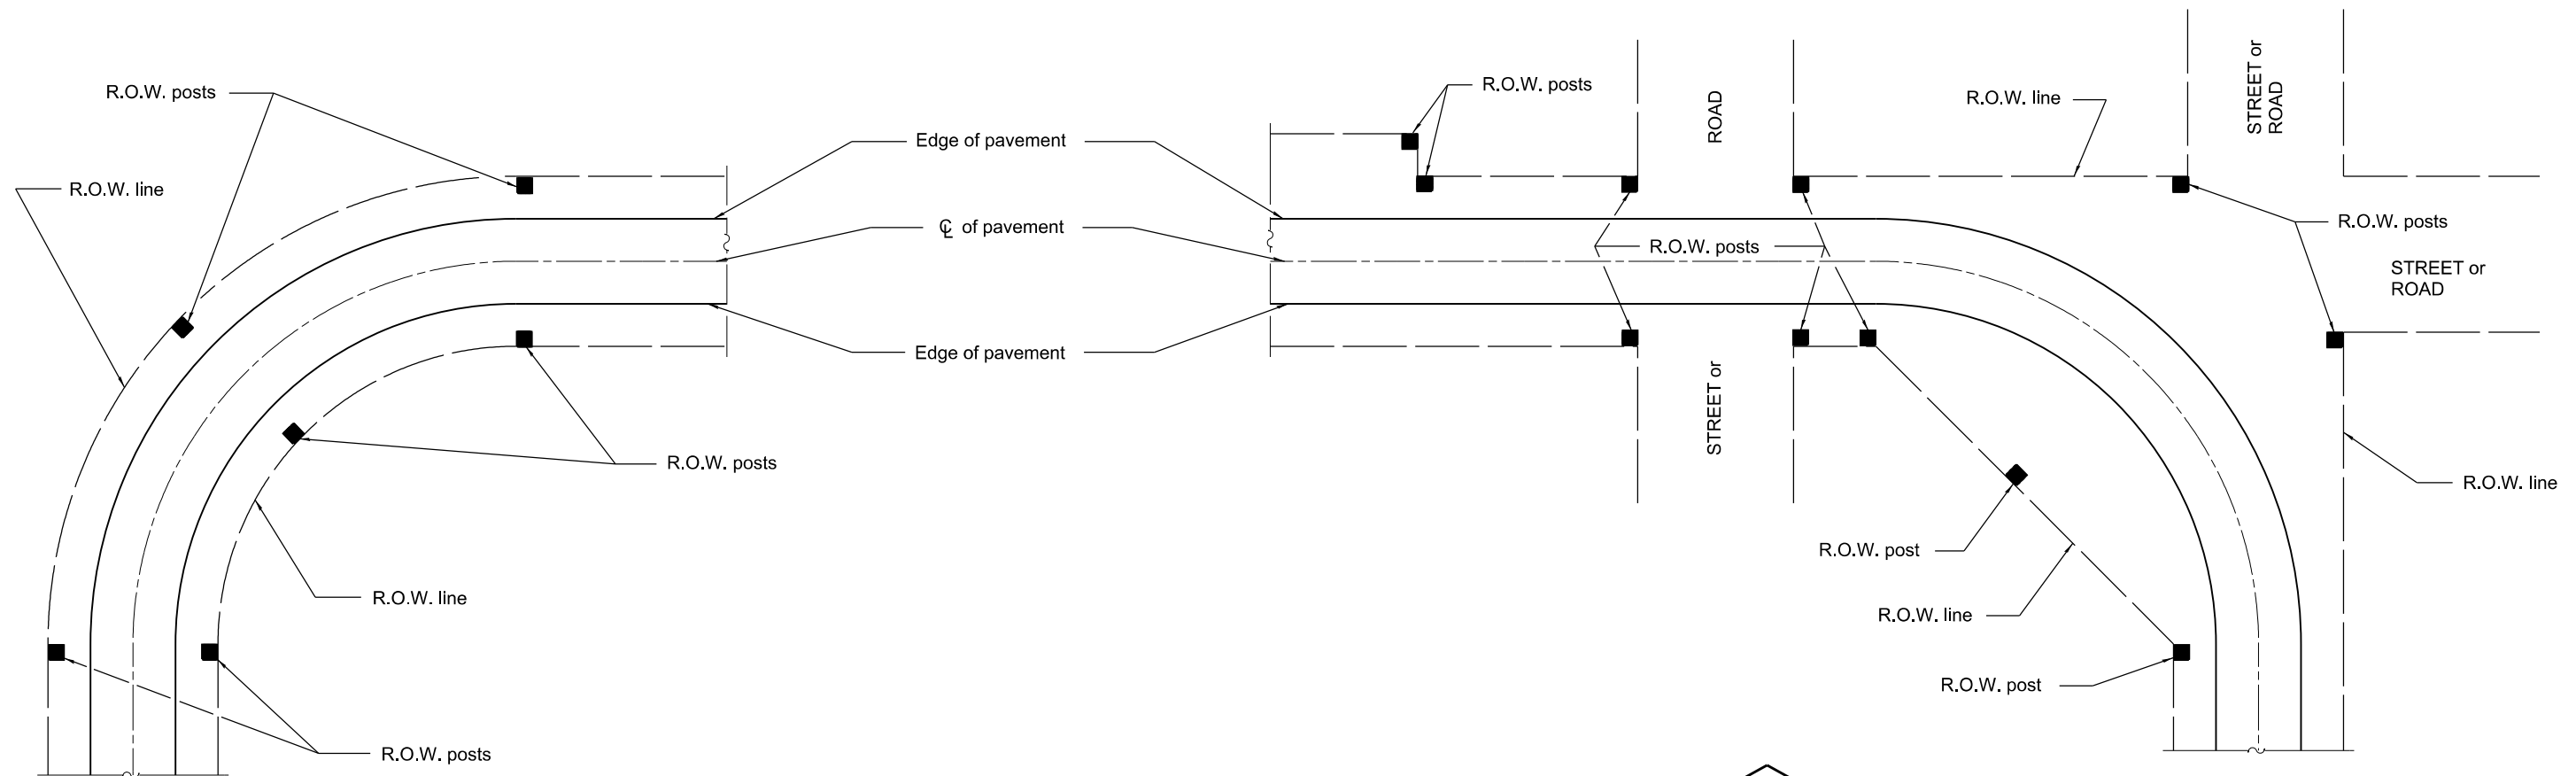 R.O.W. posts
R.O.W. line
Edge of pavement
℄ of pavement
Edge of pavement
R.O.W. posts
R.O.W. line
R.O.W. posts
R.O.W. posts
ROAD
R.O.W. line
STREET or
ROAD
R.O.W. posts
R.O.W. posts
STREET or
ROAD
STREET or
R.O.W. line
R.O.W. post
R.O.W. line
R.O.W. post